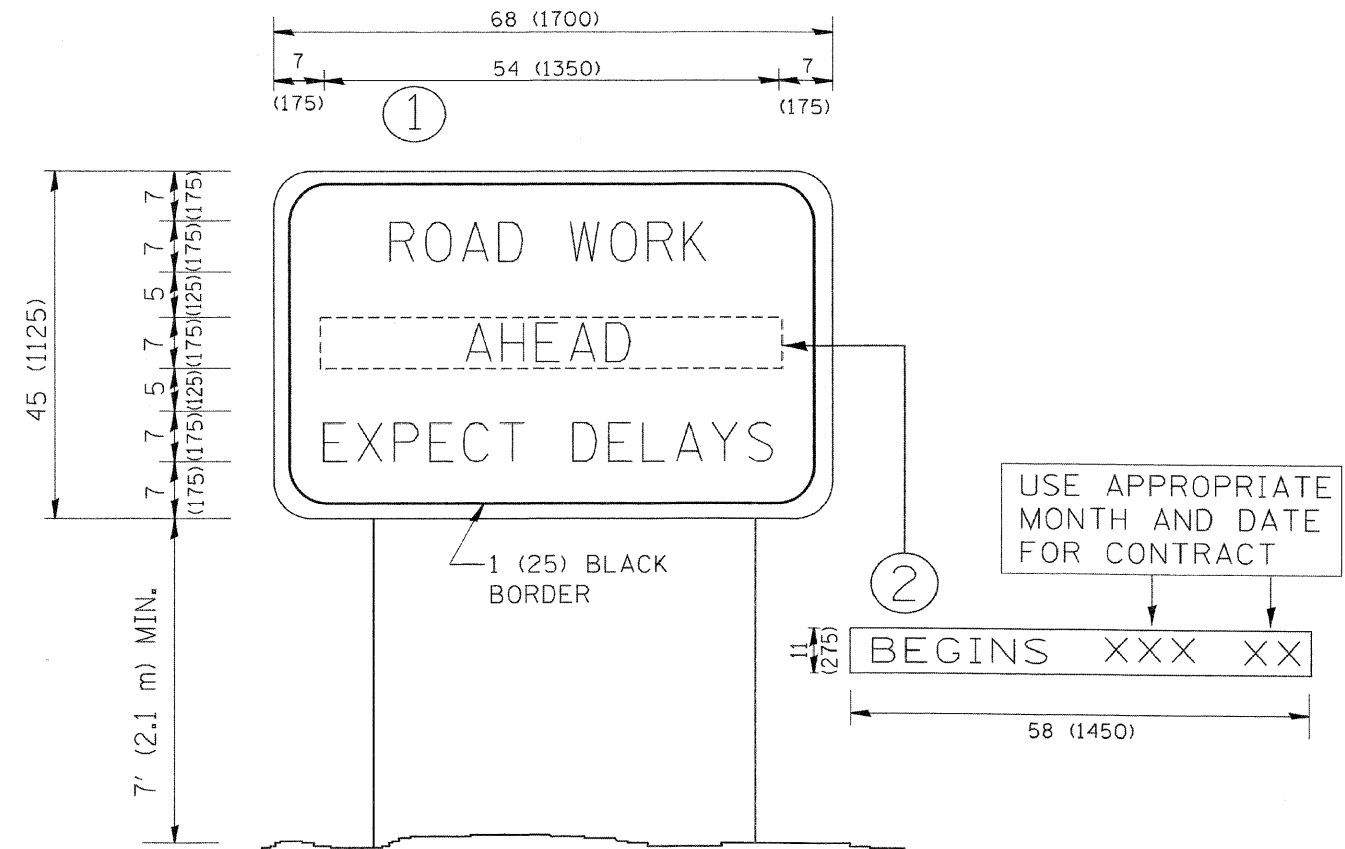 68 (1700)
7
54 (1350)
7
(175)
(175)
1
45 (1125)
7 (175)
7 (175)
5 (125)
7 (175)
5 (125)
7 (175)
7 (175)
ROAD WORK
AHEAD
EXPECT DELAYS
1 (25) BLACK
BORDER
7' (2.1 m) MIN.
2
USE APPROPRIATE
MONTH AND DATE
FOR CONTRACT
11
(275)
BEGINS XXX XX
58 (1450)